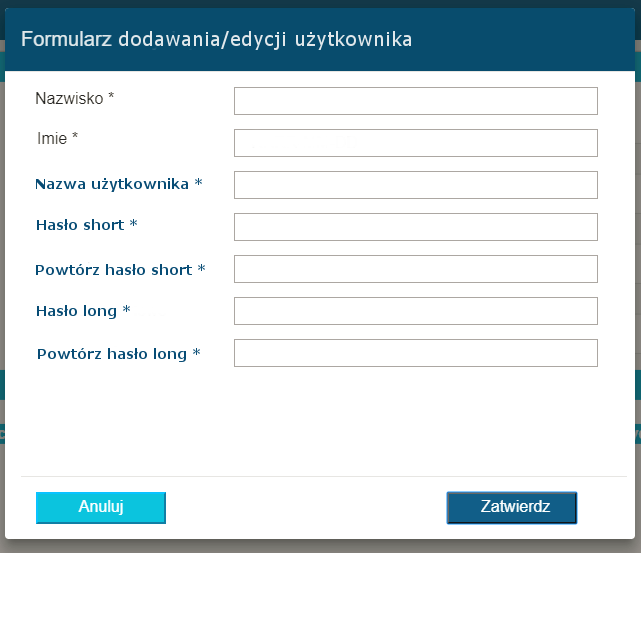 Formularz dodawania/edycji użytkownika
Nazwisko *
Imie *
Nazwa użytkownika *
Hasło short *
Powtórz hasło short *
Hasło long *
Powtórz hasło long *
Anuluj Zatwierdz